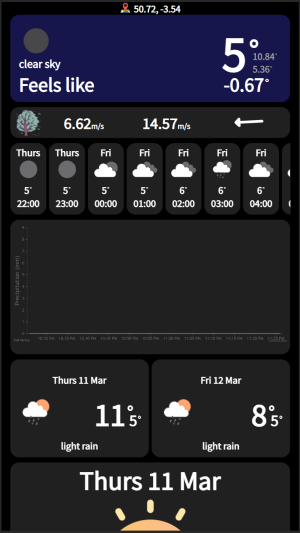 50.72, -3.54
clear sky
Feels like
5°
10.84°
5.36°
-0.67°
6.62m/s
14.57m/s
Thurs Thurs Fri Fri Fri Fri Fri
5° 5° 5° 5° 6° 6° 6°
22:00 23:00 00:00 01:00 02:00 03:00 04:00
Precipitation (mm)
Thurs 11 Mar
11° 5°
light rain
Fri 12 Mar
8° 5°
light rain
Thurs 11 Mar